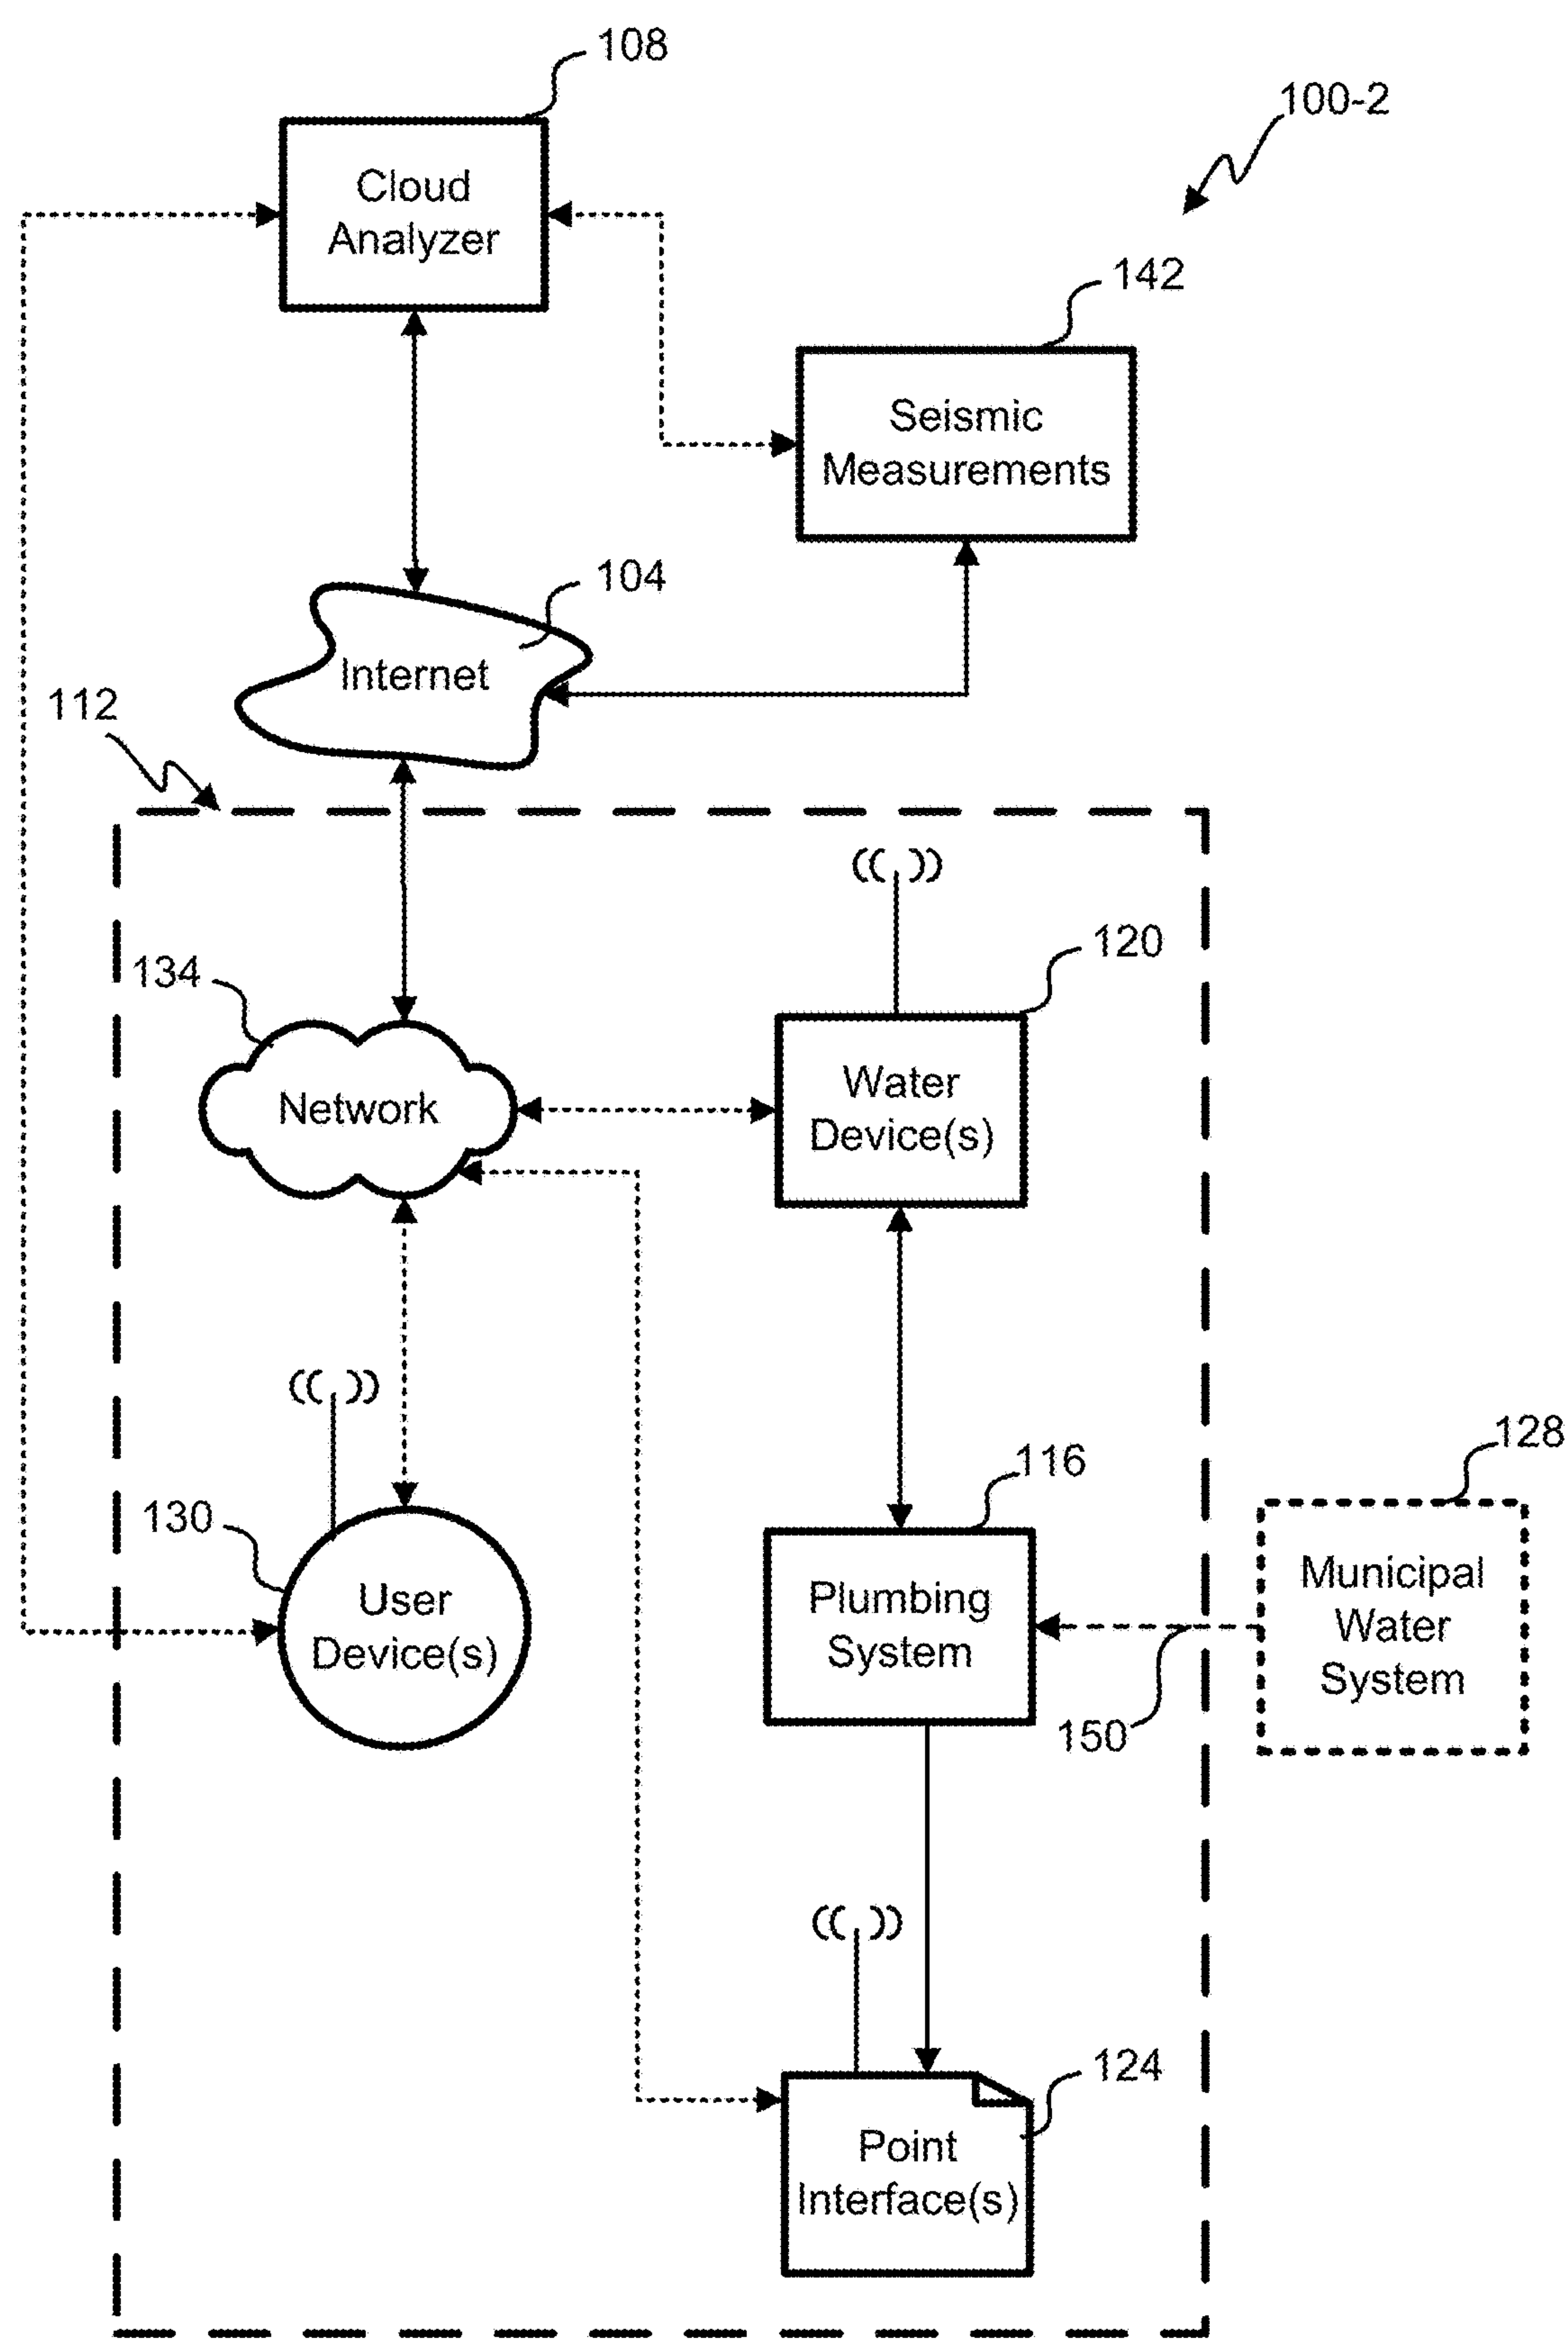 108
100-2
Cloud
Analyzer
142
Seismic
Measurements
104
Internet
112
120
134
Water
Device(s)
Network
128
116
130
Municipal
Water
System
Plumbing
System
User
Device(s)
150
124
Point
Interface(s)